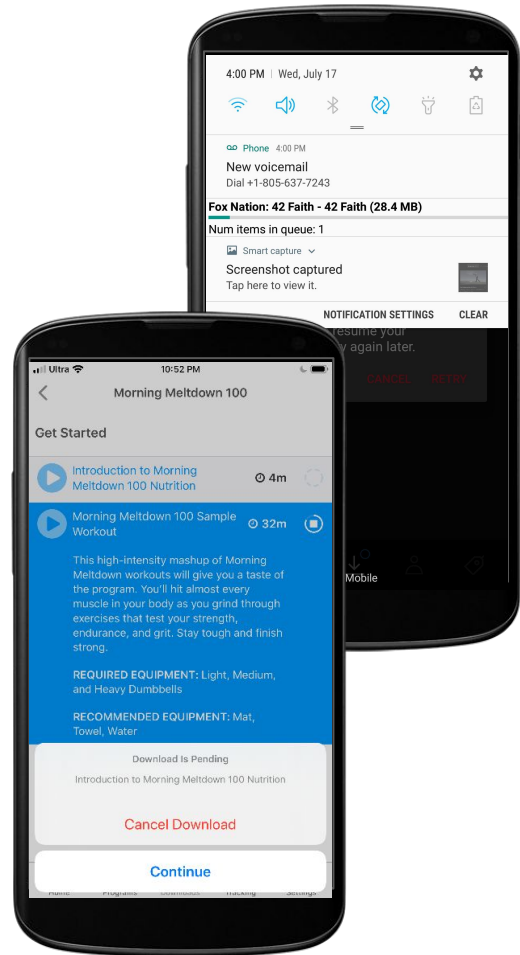 4:00 PM | Wed, July 17
Phone 4:00 PM
New voicemail
Dial +1-805-637-7243
Fox Nation: 42 Faith - 42 Faith (28.4 MB)
Num items in queue: 1
Smart capture
Screenshot captured
Tap here to view it.
NOTIFICATION SETTINGS CLEAR
resume your
again later.
CANCEL RETRY
Mobile
Ultra 10:52 PM
Morning Meltdown 100
Get Started
Introduction to Morning
Meltdown 100 Nutrition
4m
Morning Meltdown 100 Sample
Workout
32m
This high-intensity mashup of Morning
Meltdown workouts will give you a taste of
the program. You'll hit almost every
muscle in your body as you grind through
exercises that test your strength,
endurance, and grit. Stay tough and finish
strong.
REQUIRED EQUIPMENT: Light, Medium,
and Heavy Dumbbells
RECOMMENDED EQUIPMENT: Mat,
Towel, Water
Download Is Pending
Introduction to Morning Meltdown 100 Nutrition
Cancel Download
Continue
Home Programs Downloads Tracking Settings